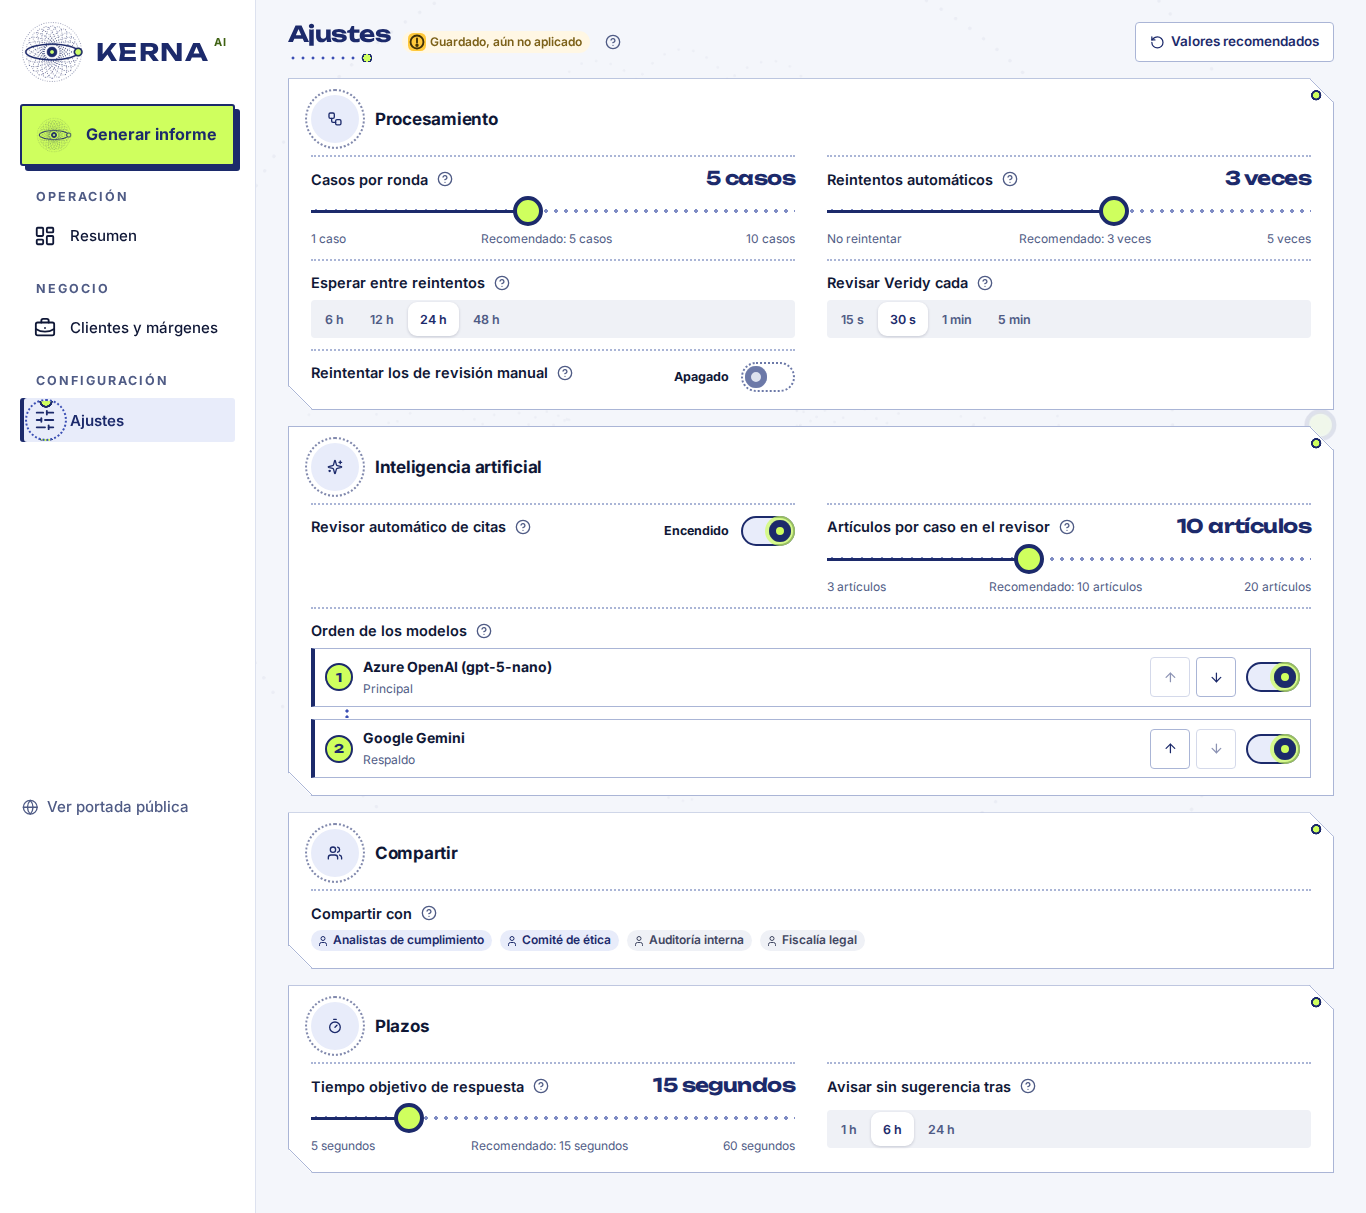 KERNA AI
Generar informe
OPERACIÓN
Resumen
NEGOCIO
Clientes y márgenes
CONFIGURACIÓN
Ajustes
Ver portada pública
Ajustes
Guardado, aún no aplicado
Valores recomendados
Procesamiento
Casos por ronda
5 casos
1 caso
Recomendado: 5 casos
10 casos
Reintentos automáticos
3 veces
No reintentar
Recomendado: 3 veces
5 veces
Esperar entre reintentos
6 h
12 h
24 h
48 h
Revisar Veridy cada
15 s
30 s
1 min
5 min
Reintentar los de revisión manual
Apagado
Inteligencia artificial
Revisor automático de citas
Encendido
Artículos por caso en el revisor
10 artículos
3 artículos
Recomendado: 10 artículos
20 artículos
Orden de los modelos
1
Azure OpenAI (gpt-5-nano)
Principal
2
Google Gemini
Respaldo
Compartir
Compartir con
Analistas de cumplimiento
Comité de ética
Auditoría interna
Fiscalía legal
Plazos
Tiempo objetivo de respuesta
15 segundos
5 segundos
Recomendado: 15 segundos
60 segundos
Avisar sin sugerencia tras
1 h
6 h
24 h